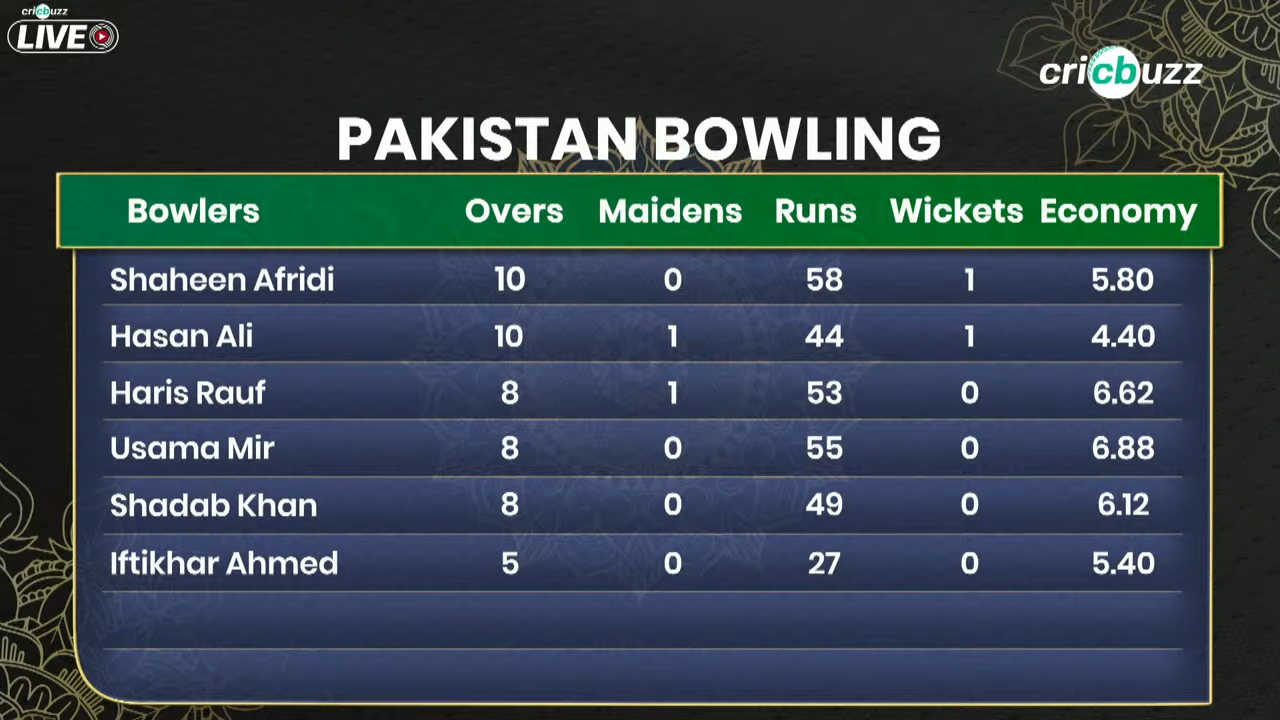 cricbuzz
LIVE
cricbuzz
PAKISTAN BOWLING
Bowlers Overs Maidens Runs Wickets Economy
Shaheen Afridi 10 0 58 1 5.80
Hasan Ali 10 1 44 1 4.40
Haris Rauf 8 1 53 0 6.62
Usama Mir 8 0 55 0 6.88
Shadab Khan 8 0 49 0 6.12
Iftikhar Ahmed 5 0 27 0 5.40